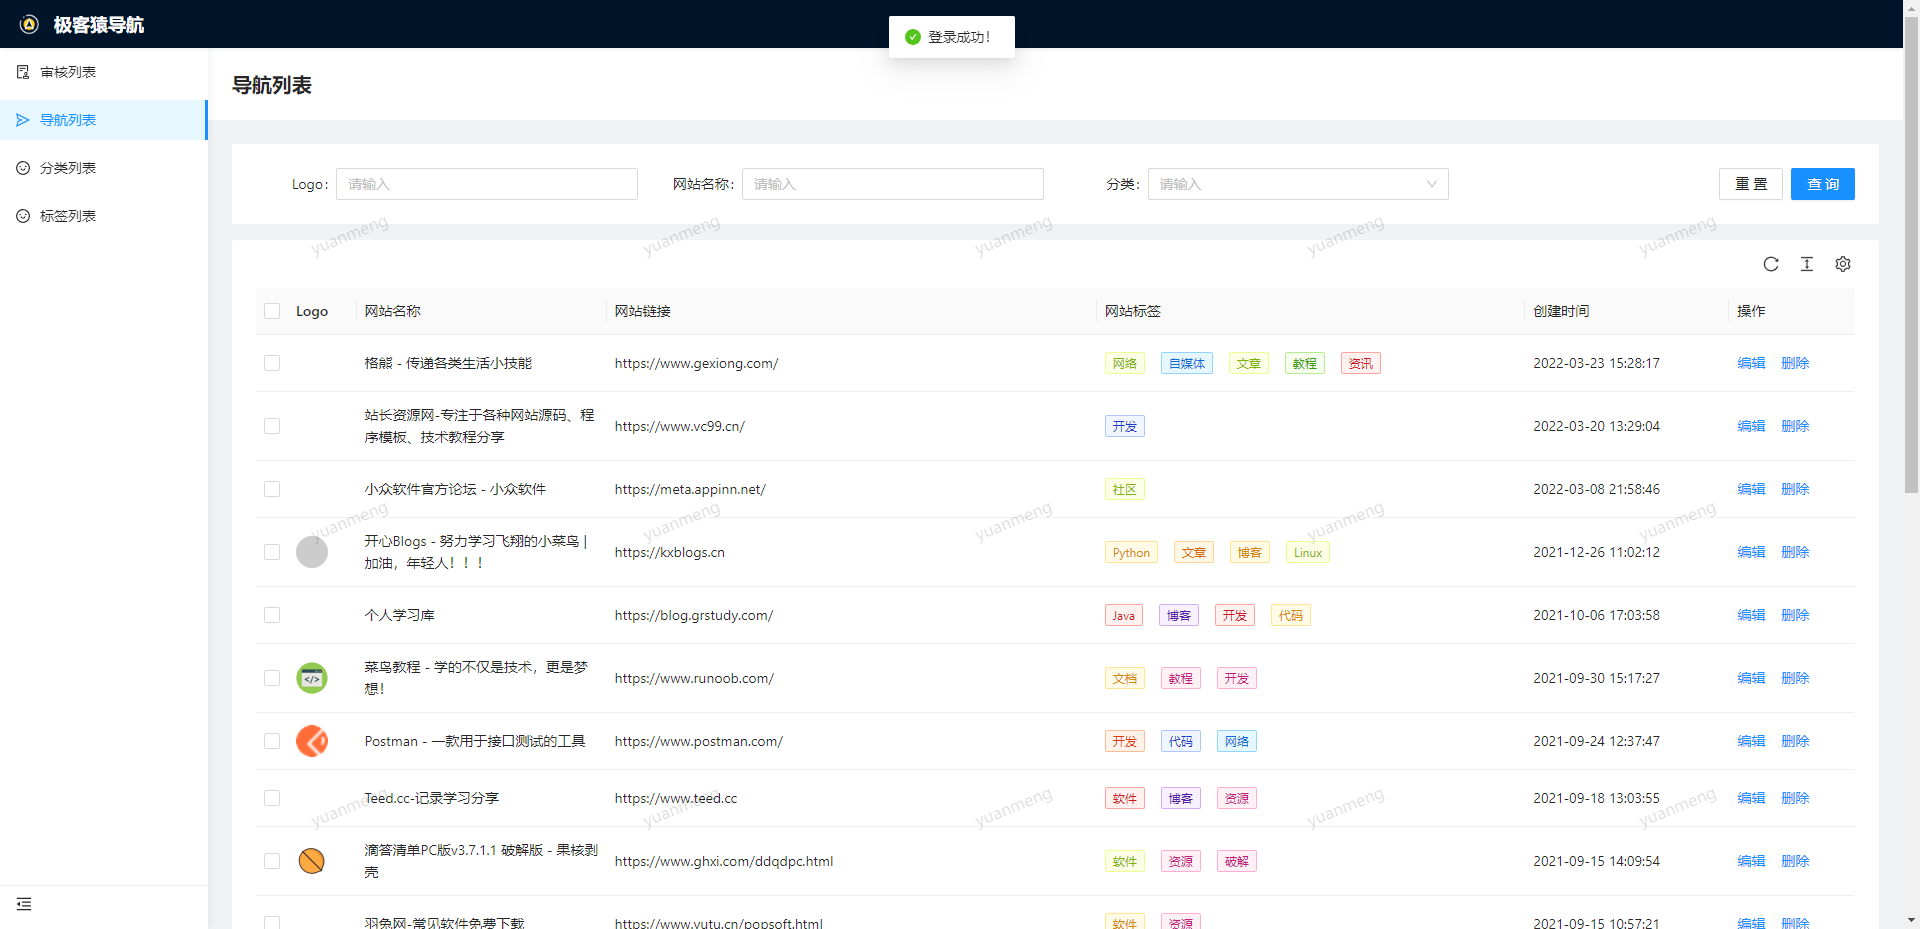 极客猿导航
登录成功！
审核列表
导航列表
分类列表
标签列表
导航列表
Logo: 请输入 网站名称: 请输入 分类: 请输入 重 置 查 询
yuanmeng yuanmeng yuanmeng yuanmeng yuanmeng
Logo 网站名称 网站链接 网站标签 创建时间 操作
格熊 - 传递各类生活小技能 https://www.gexiong.com/ 网络 自媒体 文章 教程 资讯 2022-03-23 15:28:17 编辑 删除
站长资源网-专注于各种网站源码、程
序模板、技术教程分享 https://www.vc99.cn/ 开发 2022-03-20 13:29:04 编辑 删除
小众软件官方论坛 - 小众软件 https://meta.appinn.net/ 社区 2022-03-08 21:58:46 编辑 删除
yuanmeng yuanmeng yuanmeng yuanmeng yuanmeng
开心Blogs - 努力学习飞翔的小菜鸟 |
加油，年轻人！！！ https://kxblogs.cn Python 文章 博客 Linux 2021-12-26 11:02:12 编辑 删除
个人学习库 https://blog.grstudy.com/ Java 博客 开发 代码 2021-10-06 17:03:58 编辑 删除
菜鸟教程 - 学的不仅是技术，更是梦
想！ https://www.runoob.com/ 文档 教程 开发 2021-09-30 15:17:27 编辑 删除
Postman - 一款用于接口测试的工具 https://www.postman.com/ 开发 代码 网络 2021-09-24 12:37:47 编辑 删除
Teed.cc-记录学习分享 https://www.teed.cc 软件 博客 资源 2021-09-18 13:03:55 编辑 删除
yuanmeng yuanmeng yuanmeng yuanmeng yuanmeng
滴答清单PC版v3.7.1.1 破解版 - 果核剥
壳 https://www.ghxi.com/ddqdpc.html 软件 资源 破解 2021-09-15 14:09:54 编辑 删除
羽兔网-常见软件免费下载 https://www.yutu.cn/popsoft.html 软件 资源 2021-09-15 10:57:21 编辑 删除